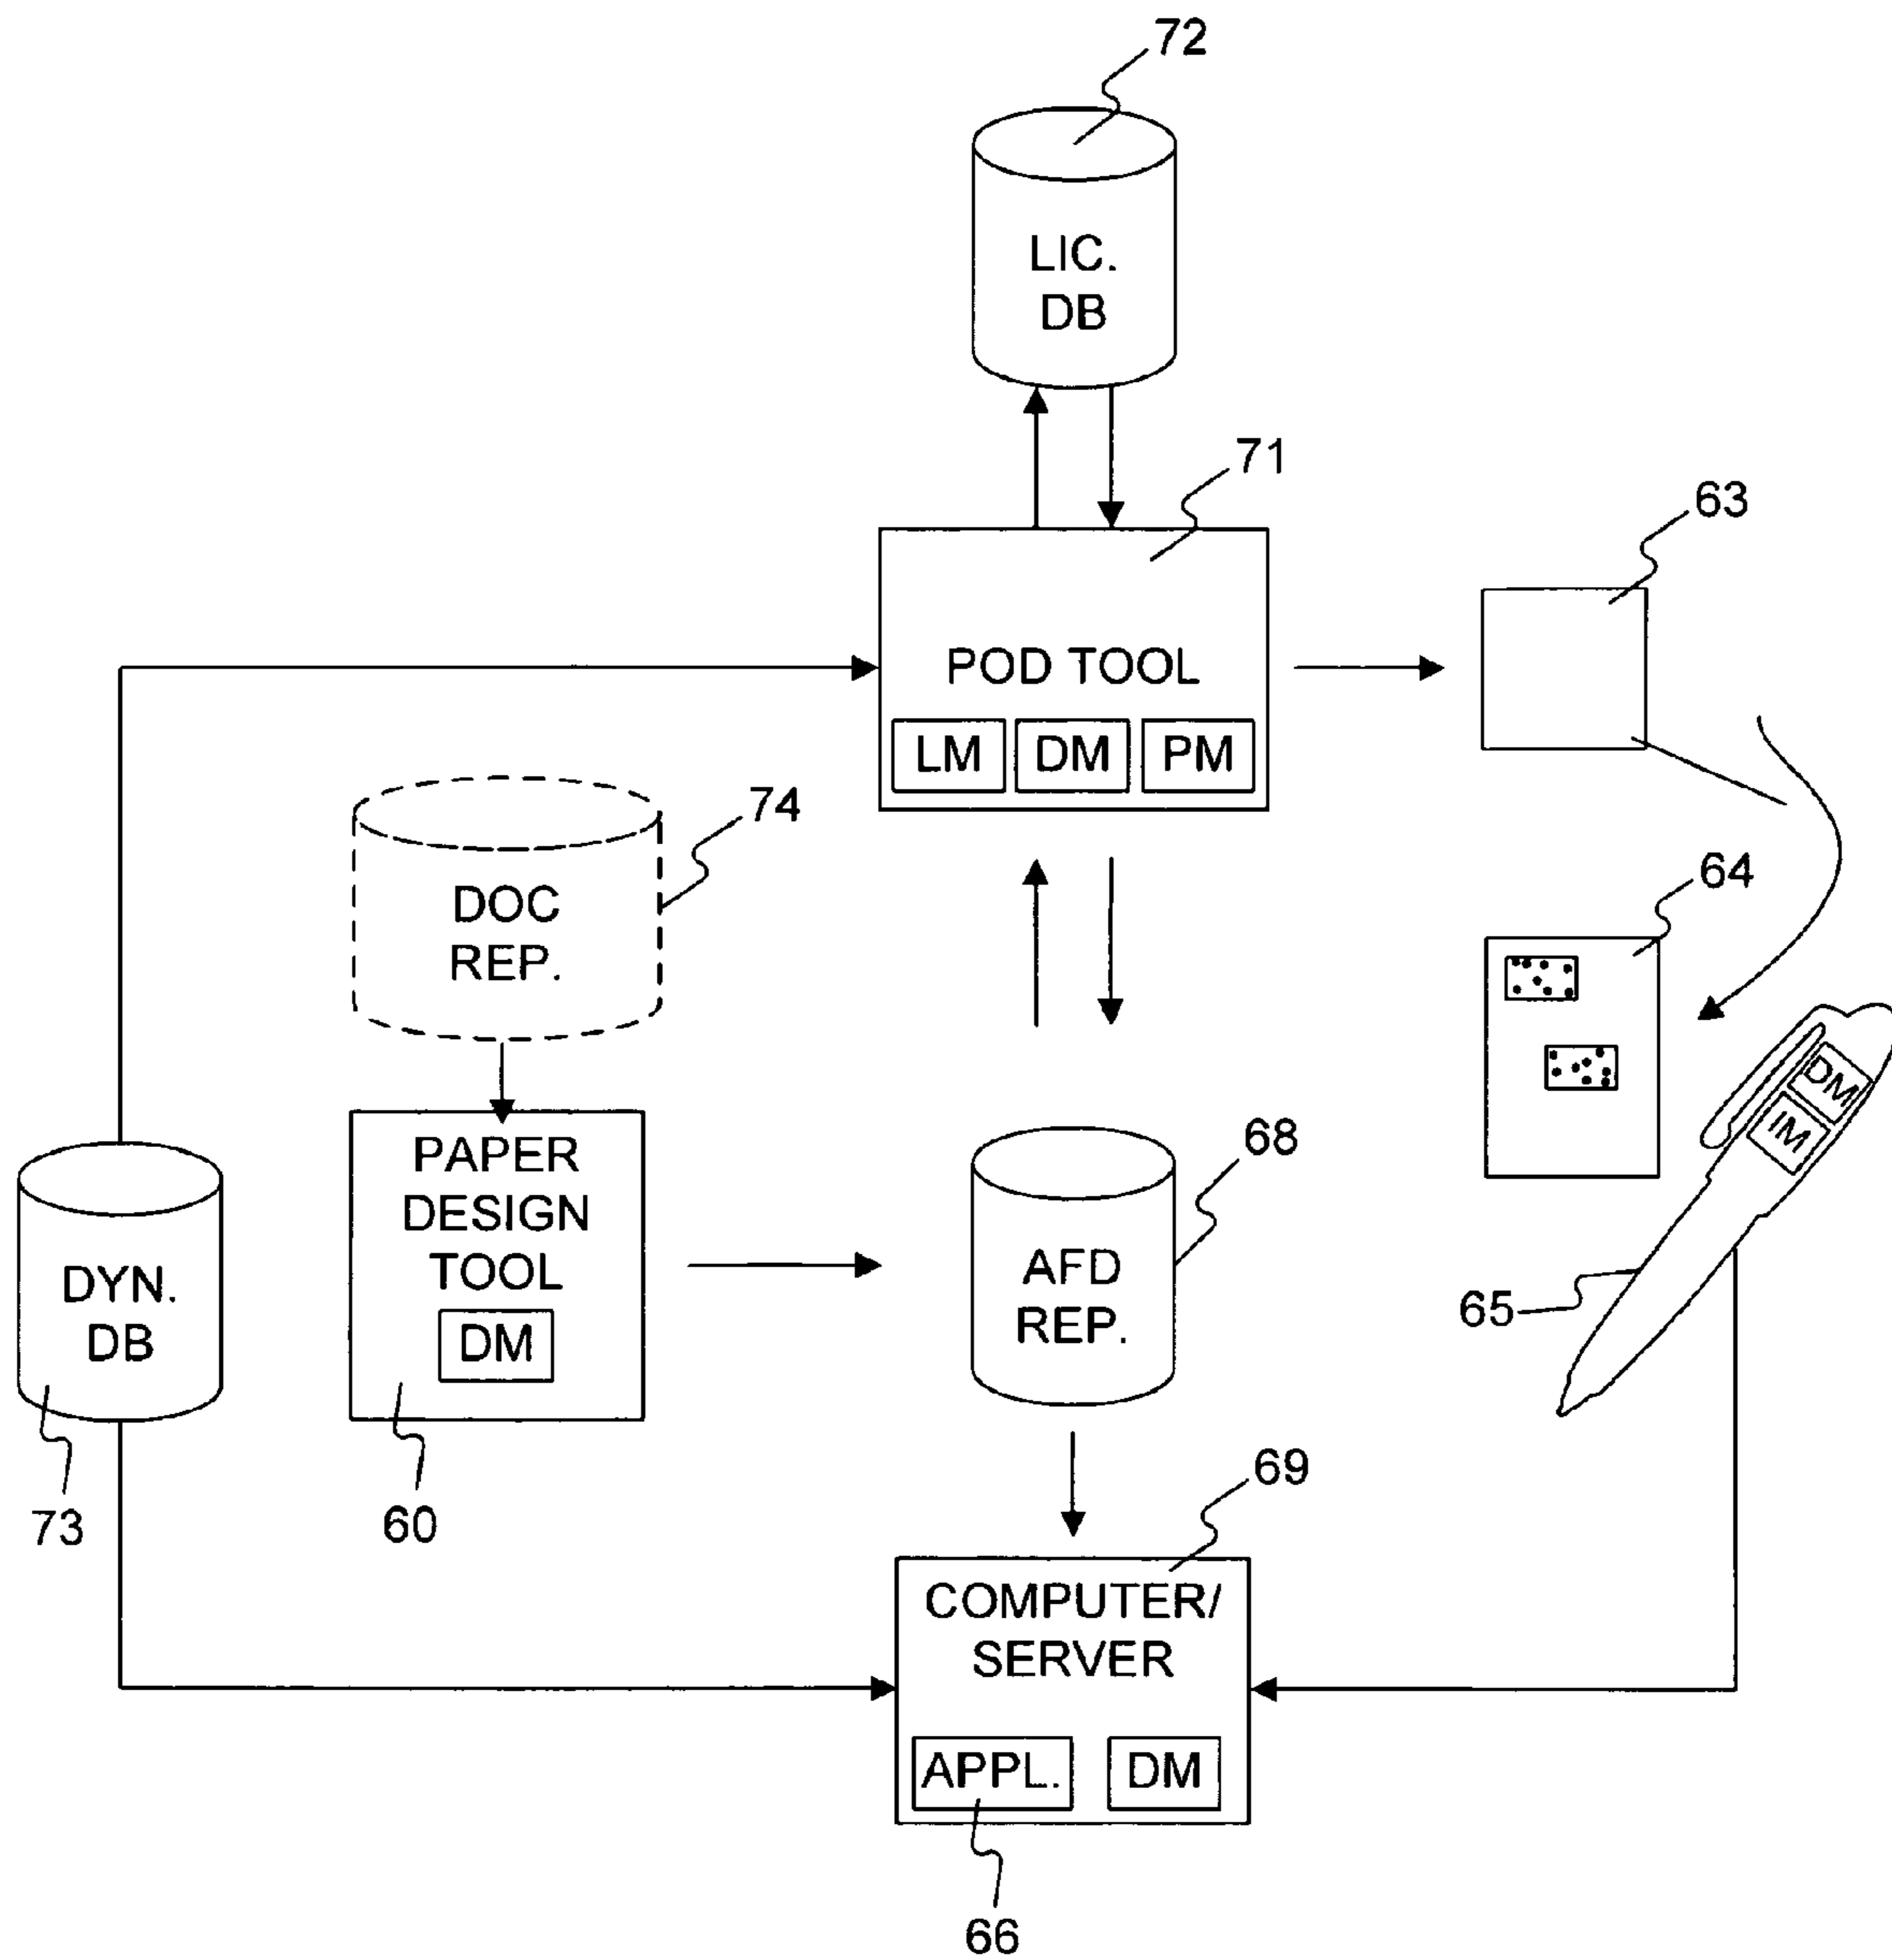 72
LIC.
DB
71
63
POD TOOL
LM DM PM
74
DOC
REP.
64
DM
IM
PAPER
DESIGN
TOOL
DM
68
DYN.
DB
AFD
REP.
65
73
60
69
COMPUTER/
SERVER
APPL. DM
66